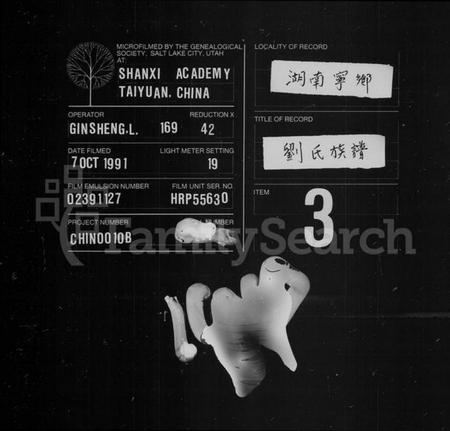 MICROFILMED BY THE GENEALOGICAL
SOCIETY, SALT LAKE CITY, UTAH
AT:
SHANXI ACADEMY
TAIYUAN, CHINA
OPERATOR
REDUCTION X
GINSHENG.L. 169 42
DATE FILMED
LIGHT METER SETTING
7 OCT 1991 19
FILM EMULSION NUMBER
FILM UNIT SER. NO.
02391127 HRP55630
PROJECT NUMBER
NUMBER
CHIN0010B
LOCALITY OF RECORD
湖南寧鄉
TITLE OF RECORD
劉氏族譜
ITEM
3
FamilySearch